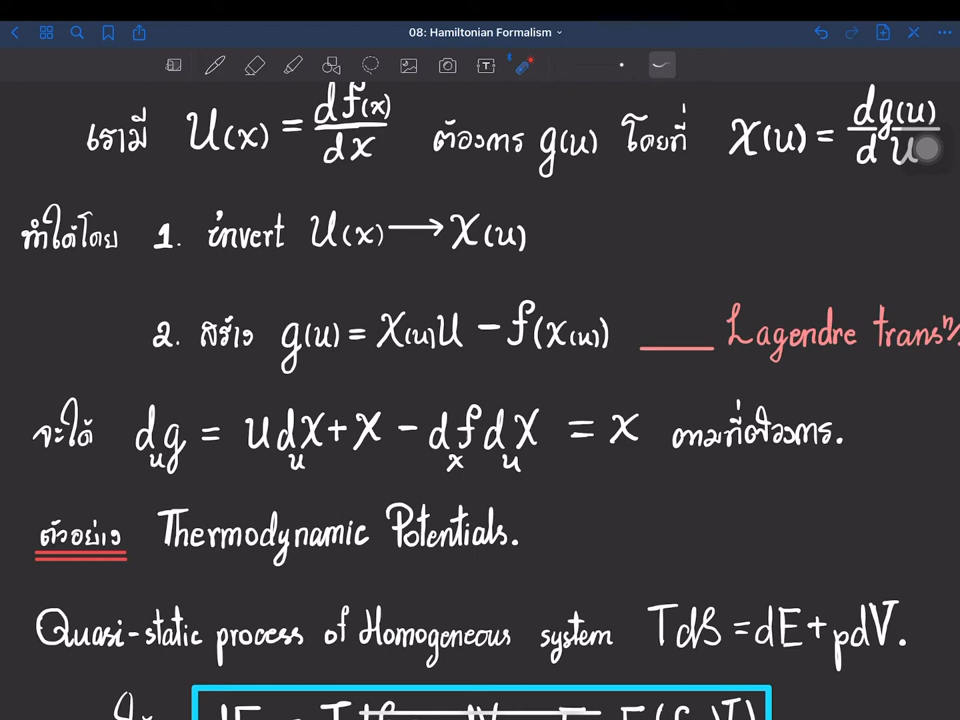 08: Hamiltonian Formalism
เรามี U(x) = df(x)/dx ต้องการ g(u) โดยที่ x(u) = dg(u)/du
ทำได้โดย 1. invert U(x) → x(u)
2. สร้าง g(u) = x(u)u − f(x(u)) ___ Lagendre transⁿ
จะได้ d_u g = u d_u x + x − d_x f d_u x = x ตามที่ต้องการ.
ตัวอย่าง Thermodynamic Potentials.
Quasi-static process of Homogeneous system TdS = dE + pdV.